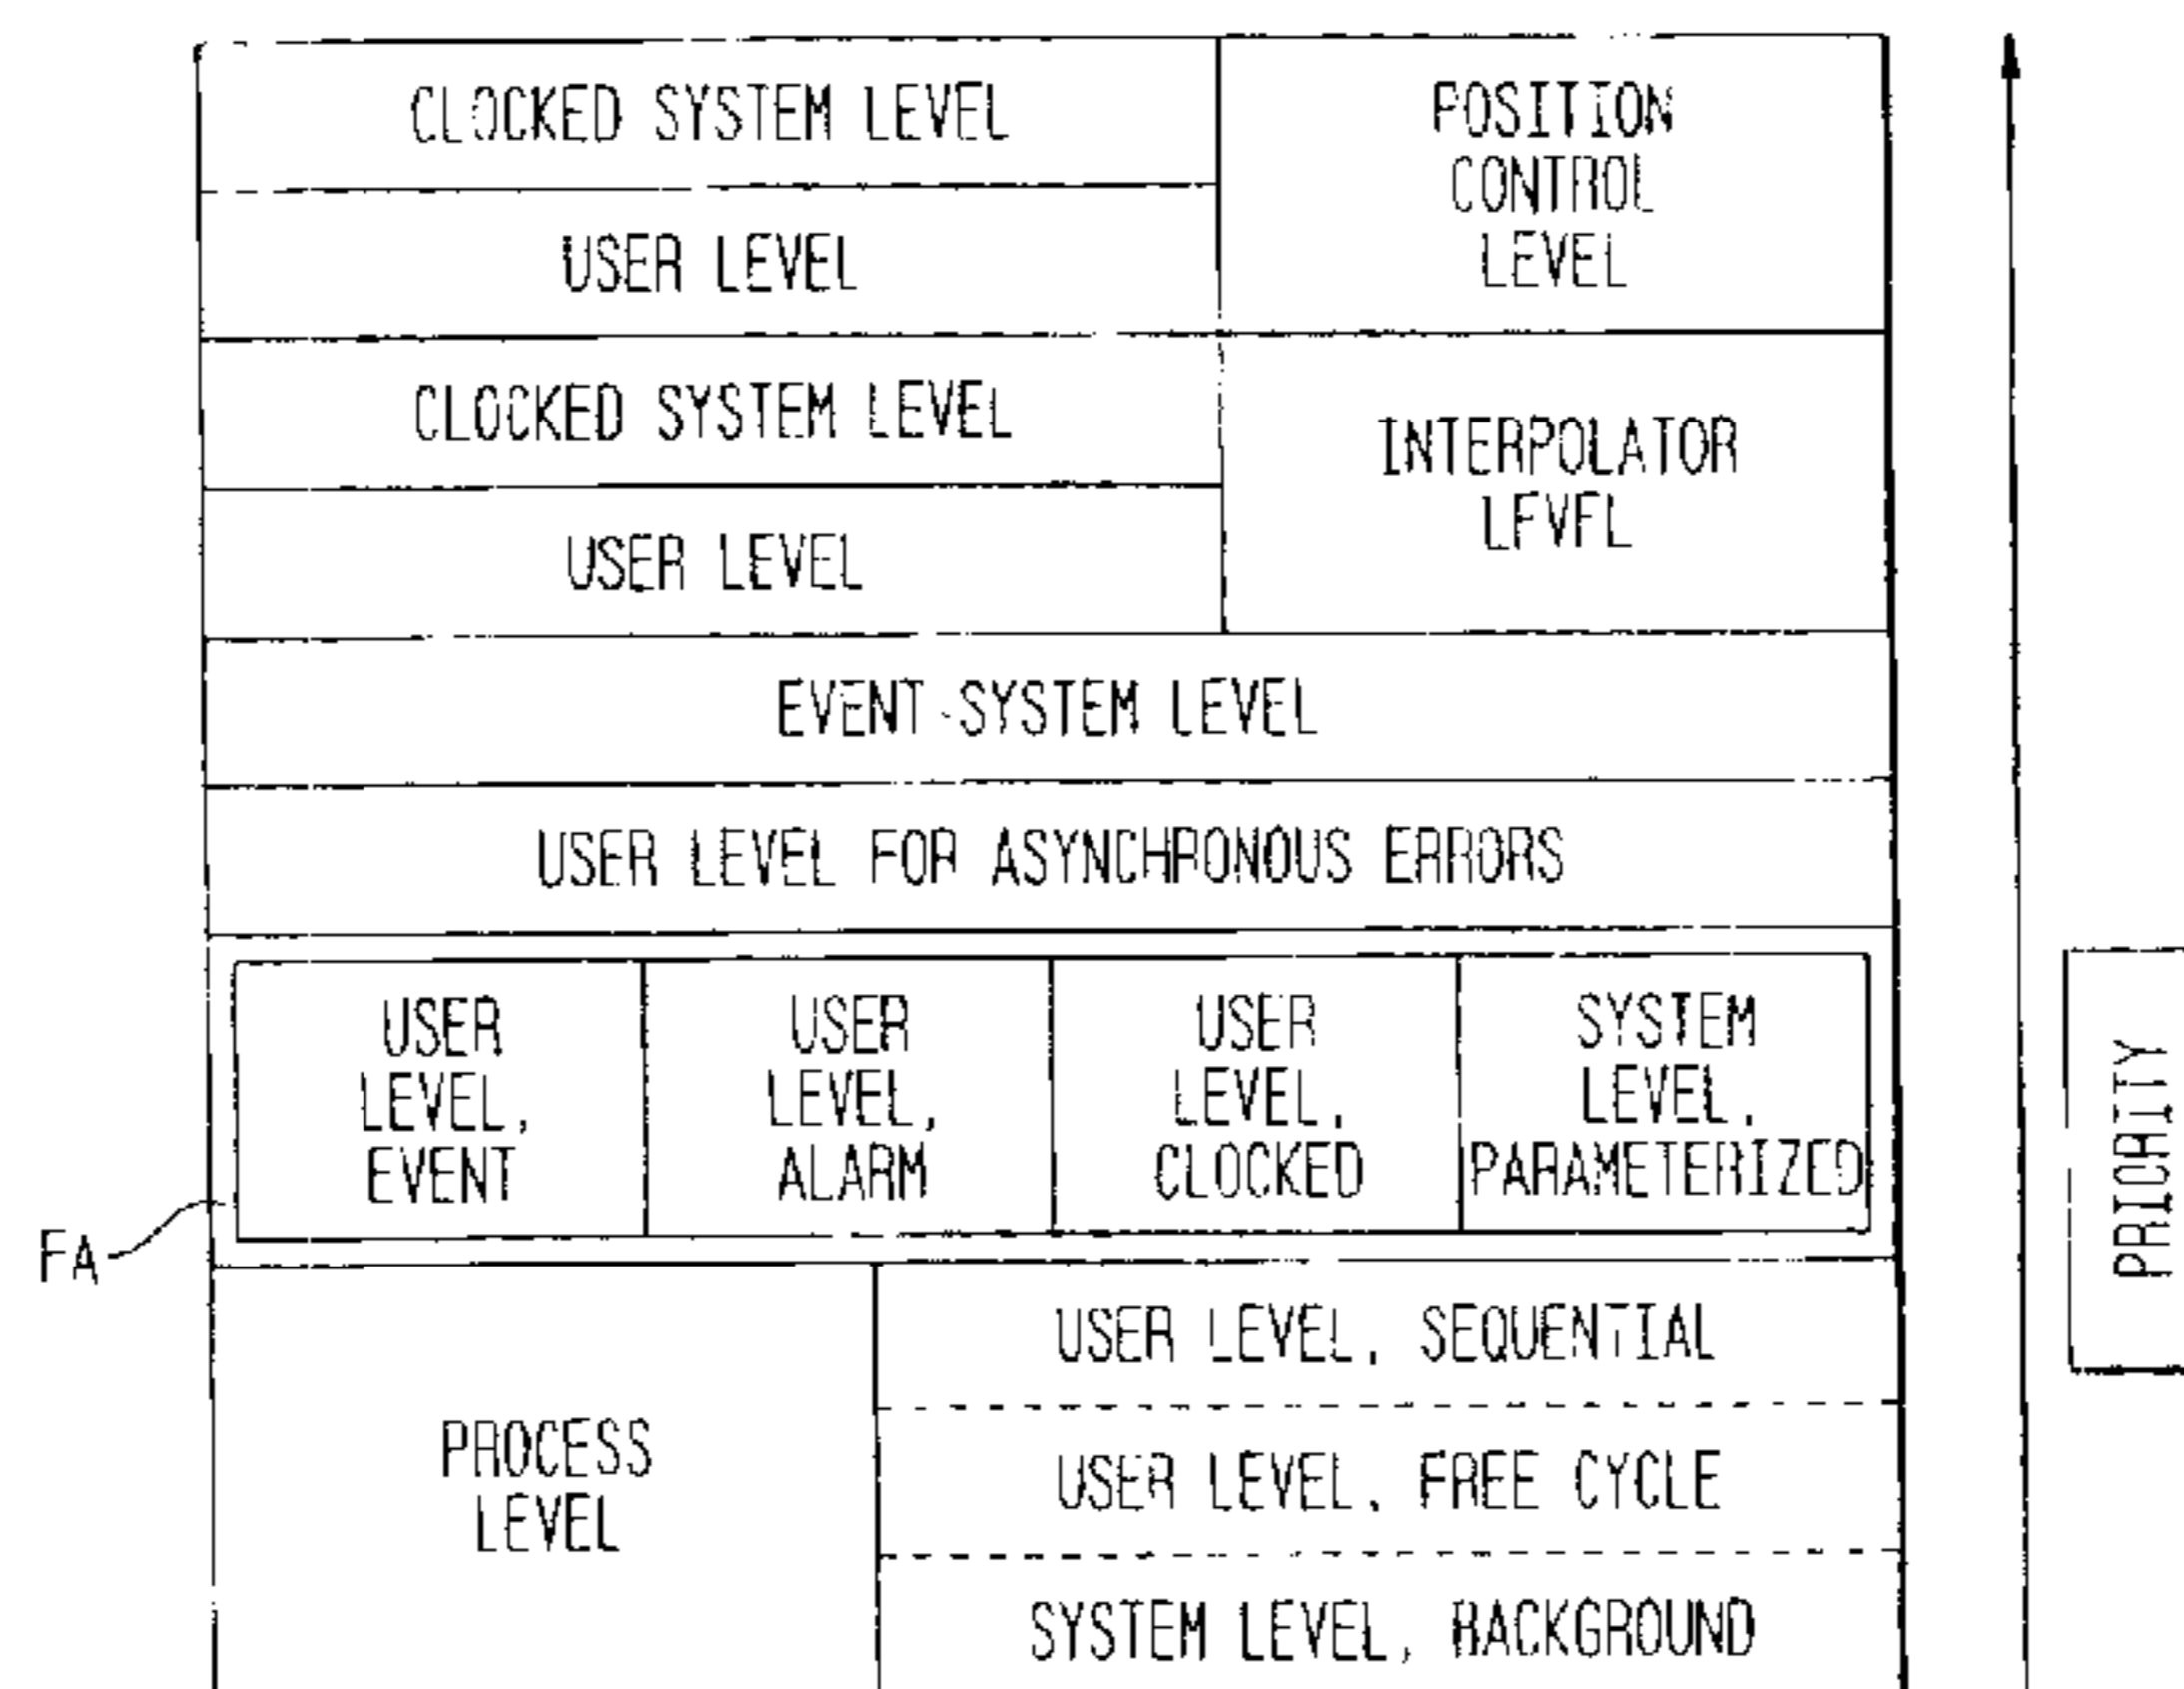 CLOCKED SYSTEM LEVEL
POSITION
CONTROL
LEVEL
USER LEVEL
CLOCKED SYSTEM LEVEL
INTERPOLATOR
LEVEL
USER LEVEL
EVENT SYSTEM LEVEL
USER LEVEL FOR ASYNCHRONOUS ERRORS
USER
LEVEL,
EVENT
USER
LEVEL,
ALARM
USER
LEVEL,
CLOCKED
SYSTEM
LEVEL,
PARAMETERIZED
FA
PRIORITY
PROCESS
LEVEL
USER LEVEL, SEQUENTIAL
USER LEVEL, FREE CYCLE
SYSTEM LEVEL, BACKGROUND